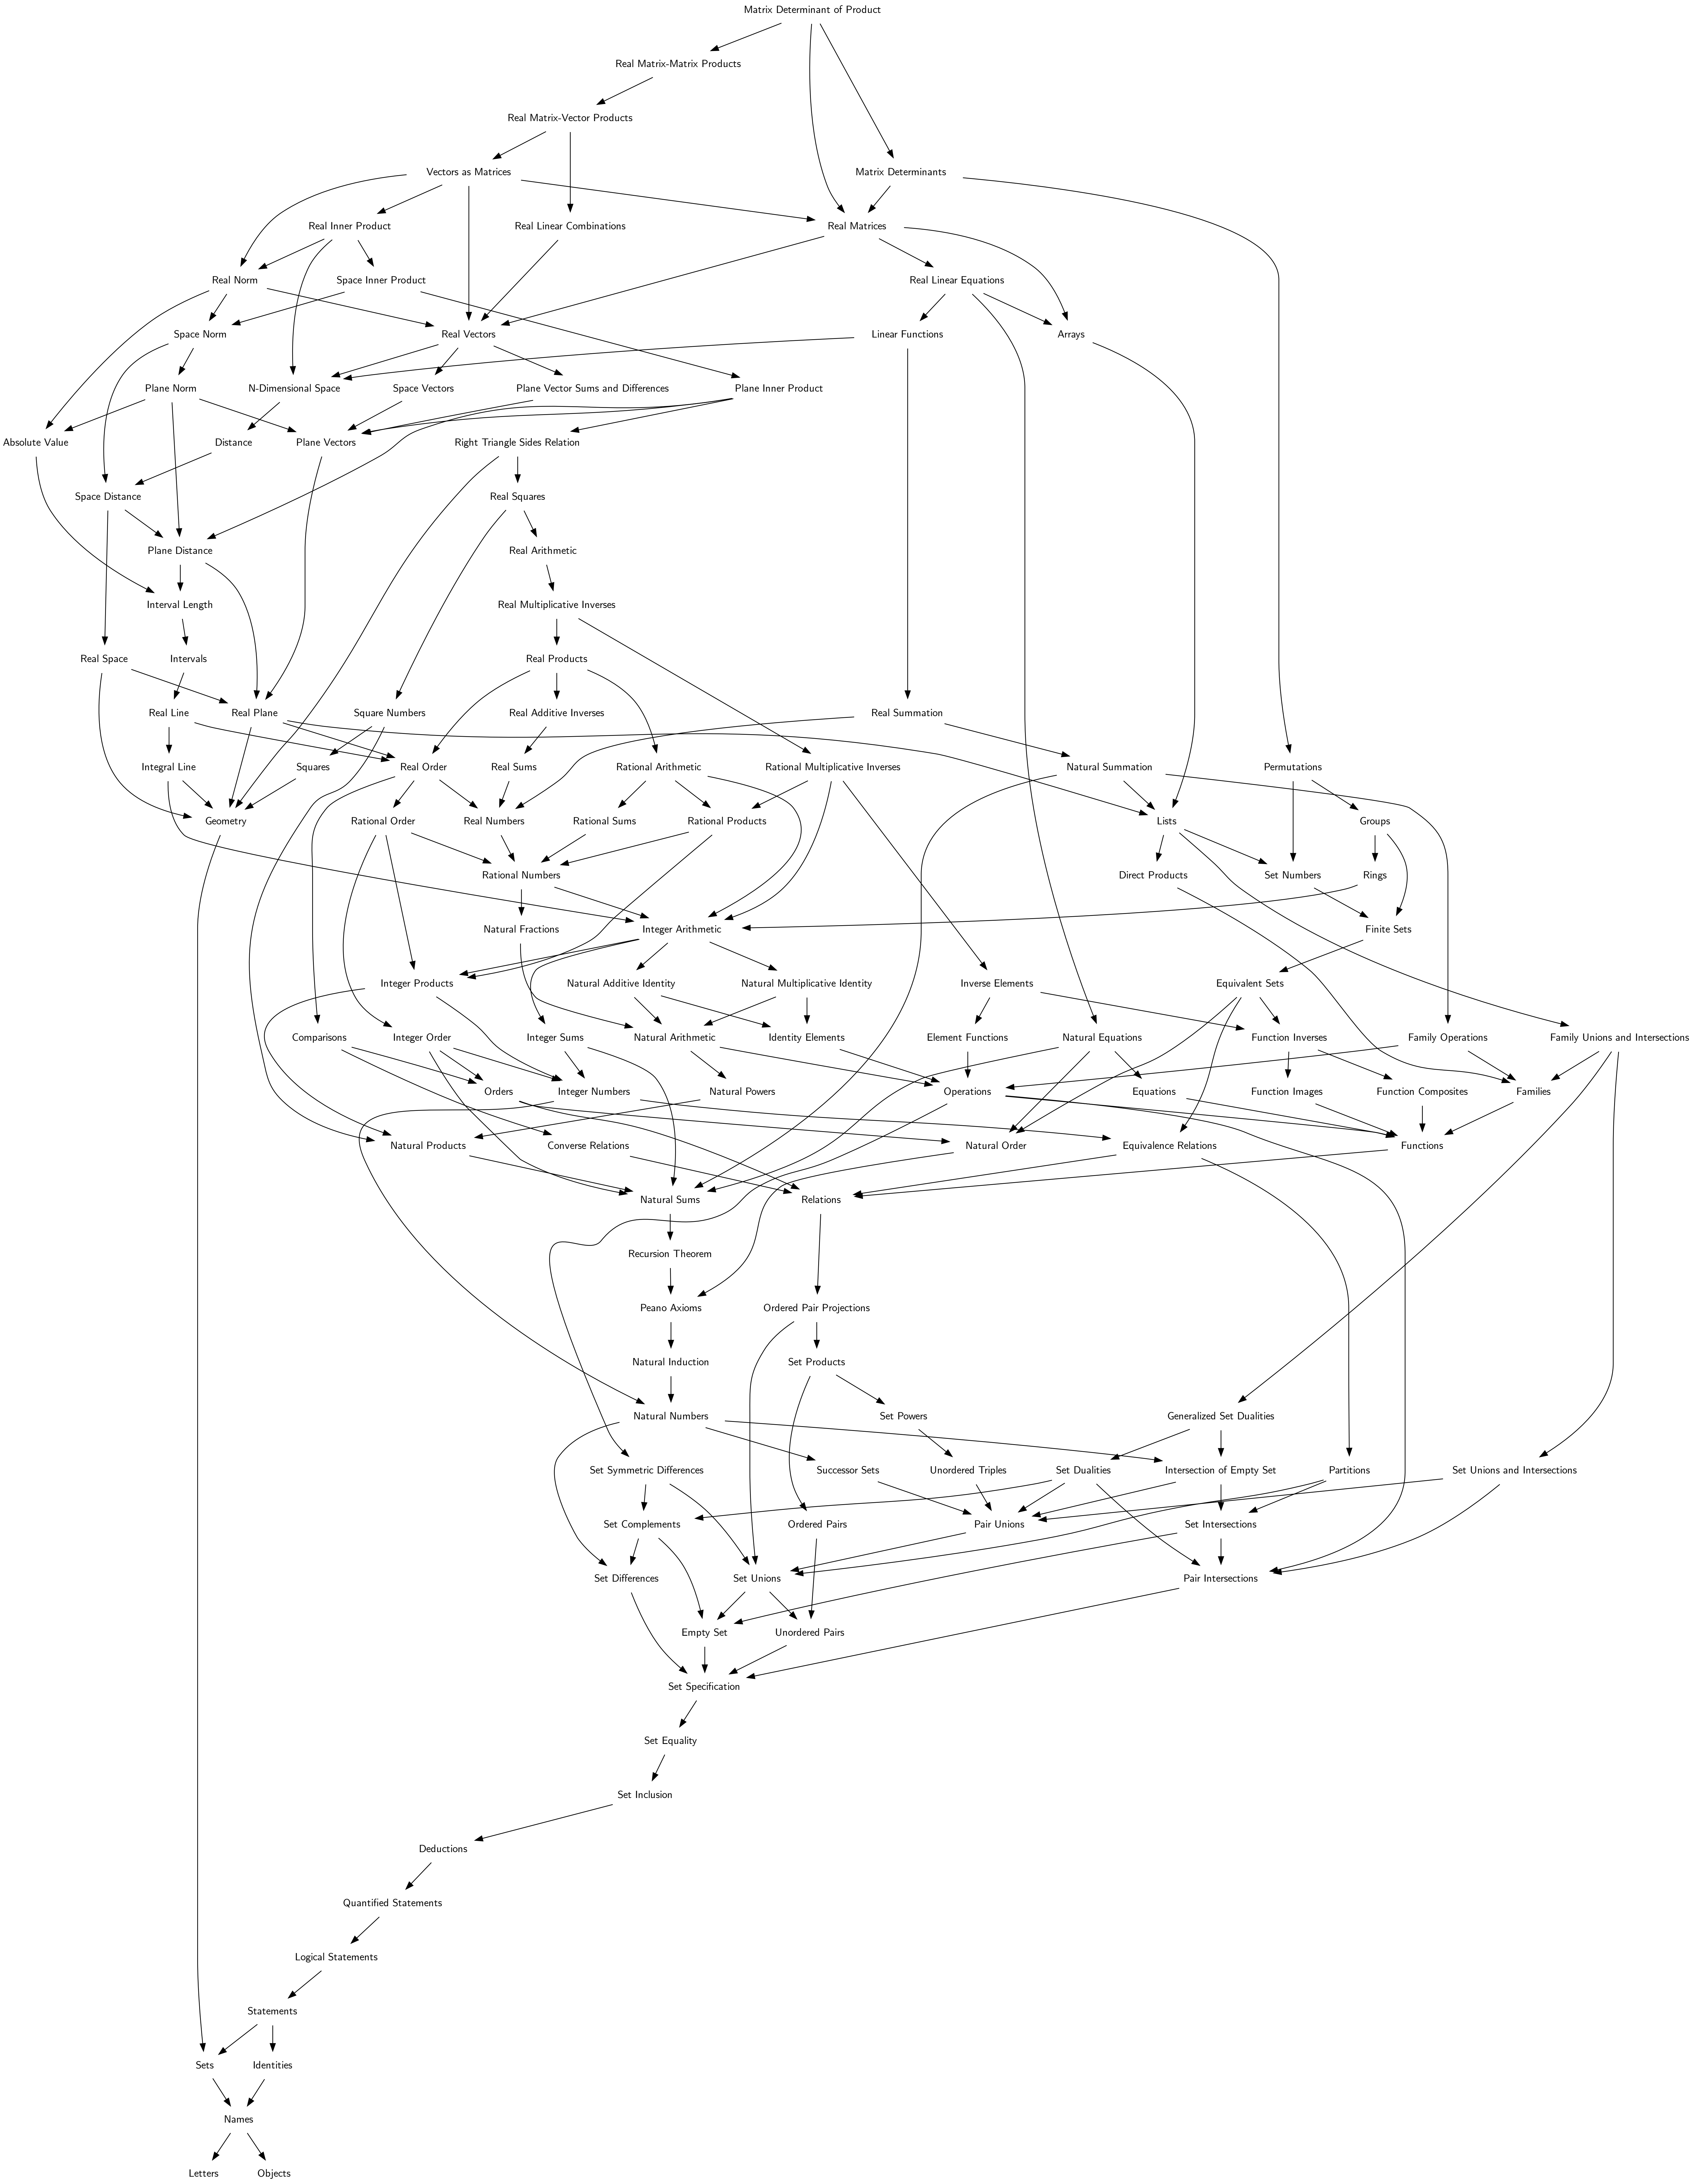 Matrix Determinant of Product
Real Matrix-Matrix Products
Real Matrix-Vector Products
Vectors as Matrices
Matrix Determinants
Real Inner Product
Real Linear Combinations
Real Matrices
Real Norm
Space Inner Product
Real Linear Equations
Space Norm
Real Vectors
Linear Functions
Arrays
Plane Norm
N-Dimensional Space
Space Vectors
Plane Vector Sums and Differences
Plane Inner Product
Absolute Value
Distance
Plane Vectors
Right Triangle Sides Relation
Space Distance
Real Squares
Plane Distance
Real Arithmetic
Interval Length
Real Multiplicative Inverses
Real Space
Intervals
Real Products
Real Line
Real Plane
Square Numbers
Real Additive Inverses
Real Summation
Integral Line
Squares
Real Order
Real Sums
Rational Arithmetic
Rational Multiplicative Inverses
Natural Summation
Permutations
Geometry
Rational Order
Real Numbers
Rational Sums
Rational Products
Lists
Groups
Rational Numbers
Direct Products
Set Numbers
Rings
Natural Fractions
Integer Arithmetic
Finite Sets
Integer Products
Natural Additive Identity
Natural Multiplicative Identity
Inverse Elements
Equivalent Sets
Comparisons
Integer Order
Integer Sums
Natural Arithmetic
Identity Elements
Element Functions
Natural Equations
Function Inverses
Family Operations
Family Unions and Intersections
Orders
Integer Numbers
Natural Powers
Operations
Equations
Function Images
Function Composites
Families
Natural Products
Converse Relations
Natural Order
Equivalence Relations
Functions
Natural Sums
Relations
Recursion Theorem
Peano Axioms
Ordered Pair Projections
Natural Induction
Set Products
Natural Numbers
Set Powers
Generalized Set Dualities
Set Symmetric Differences
Successor Sets
Unordered Triples
Set Dualities
Intersection of Empty Set
Partitions
Set Unions and Intersections
Set Complements
Ordered Pairs
Pair Unions
Set Intersections
Set Differences
Set Unions
Pair Intersections
Empty Set
Unordered Pairs
Set Specification
Set Equality
Set Inclusion
Deductions
Quantified Statements
Logical Statements
Statements
Sets
Identities
Names
Letters
Objects